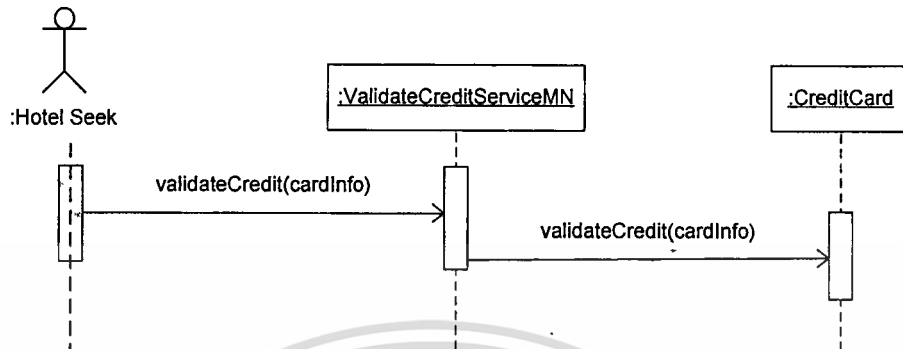 :Hotel Seek
:ValidateCreditServiceMN
:CreditCard
validateCredit(cardInfo)
validateCredit(cardInfo)